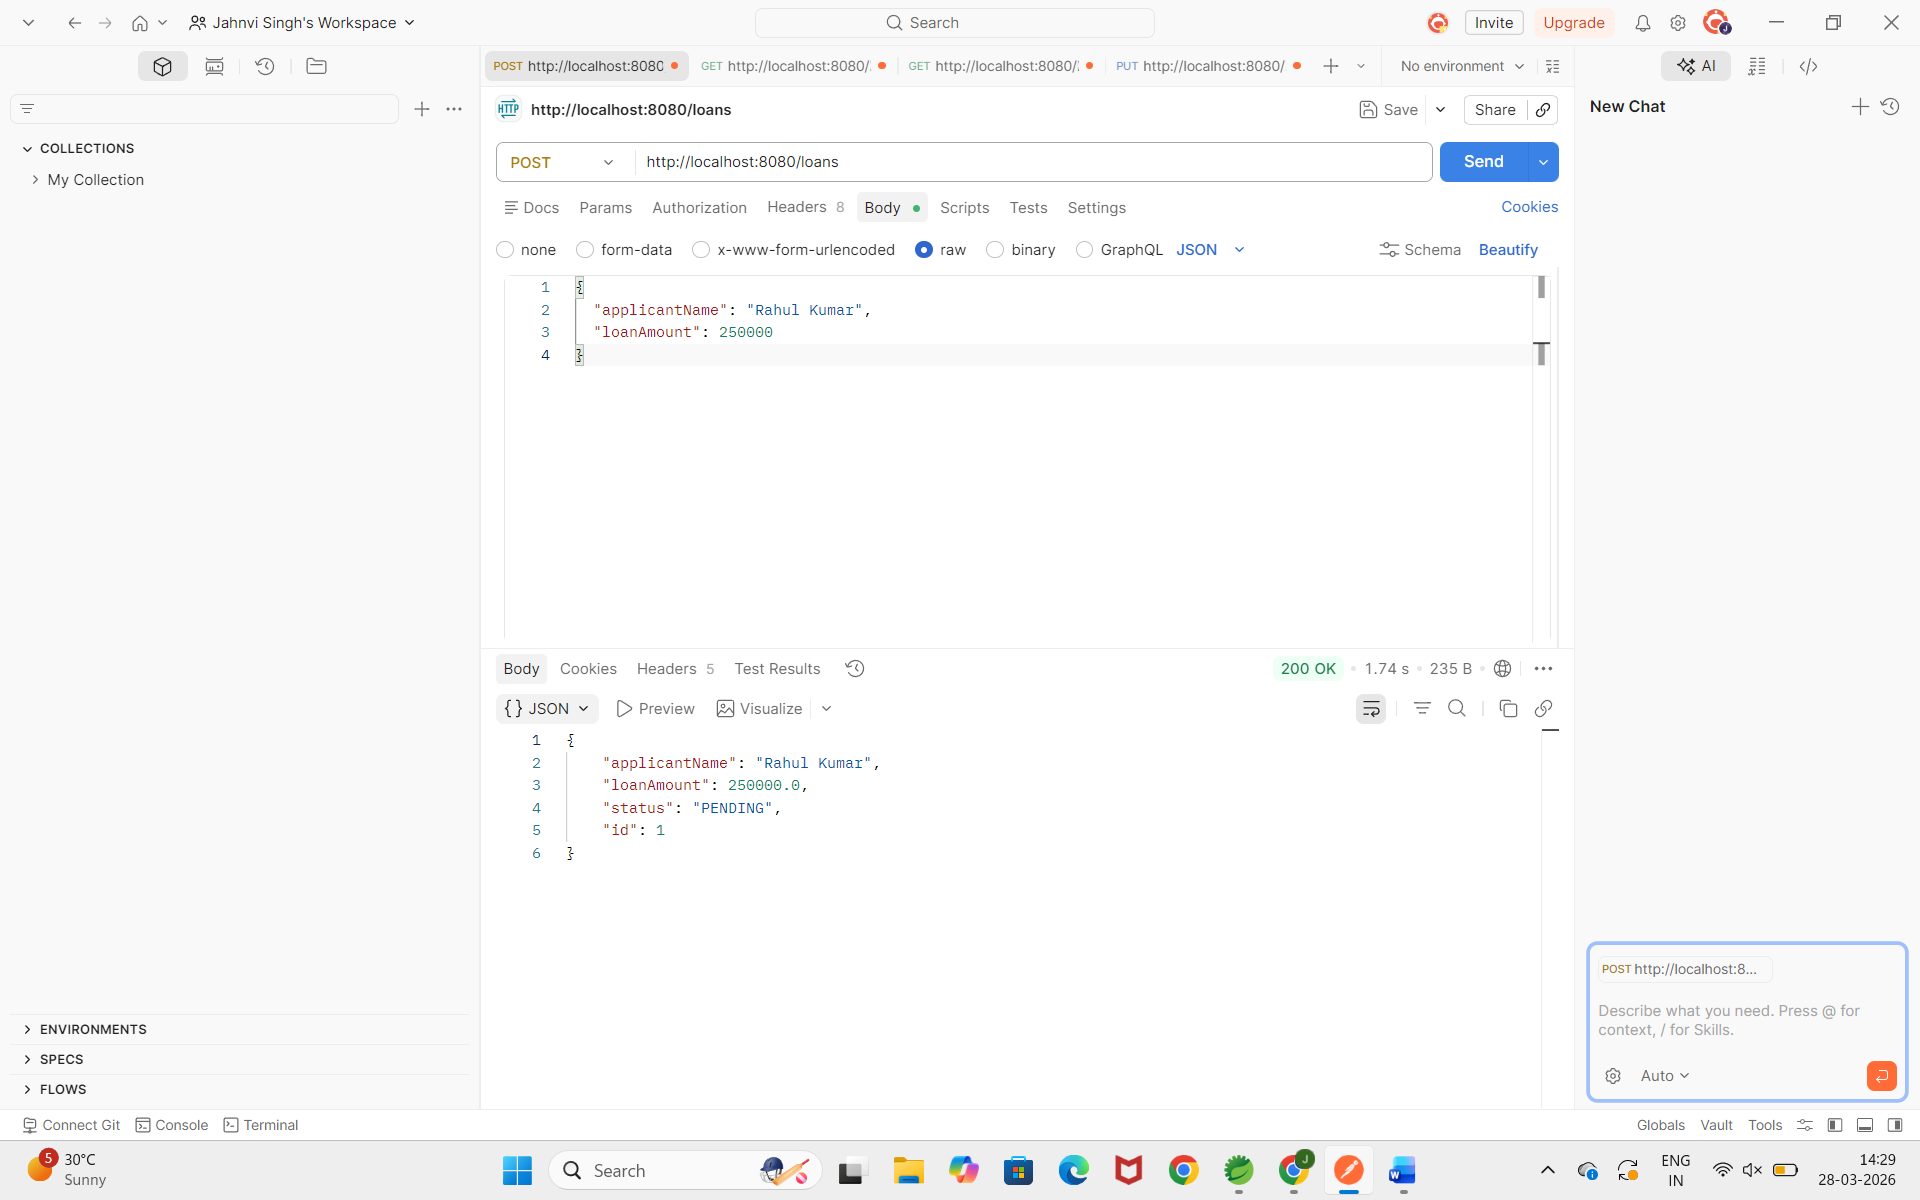 Jahnvi Singh's Workspace
Search
Invite
Upgrade
POST http://localhost:8080
GET http://localhost:8080/
GET http://localhost:8080/
PUT http://localhost:8080/
No environment
AI
HTTP http://localhost:8080/loans
Save
Share
New Chat
COLLECTIONS
My Collection
POST
http://localhost:8080/loans
Send
Docs
Params
Authorization
Headers 8
Body
Scripts
Tests
Settings
Cookies
none
form-data
x-www-form-urlencoded
raw
binary
GraphQL
JSON
Schema
Beautify
1 {
2 "applicantName": "Rahul Kumar",
3 "loanAmount": 250000
4 }
Body
Cookies
Headers 5
Test Results
200 OK
1.74 s
235 B
{} JSON
Preview
Visualize
1 {
2 "applicantName": "Rahul Kumar",
3 "loanAmount": 250000.0,
4 "status": "PENDING",
5 "id": 1
6 }
POST http://localhost:8...
Describe what you need. Press @ for
context, / for Skills.
Auto
ENVIRONMENTS
SPECS
FLOWS
Connect Git
Console
Terminal
Globals
Vault
Tools
5
30°C
Sunny
Search
J
W
ENG
IN
14:29
28-03-2026